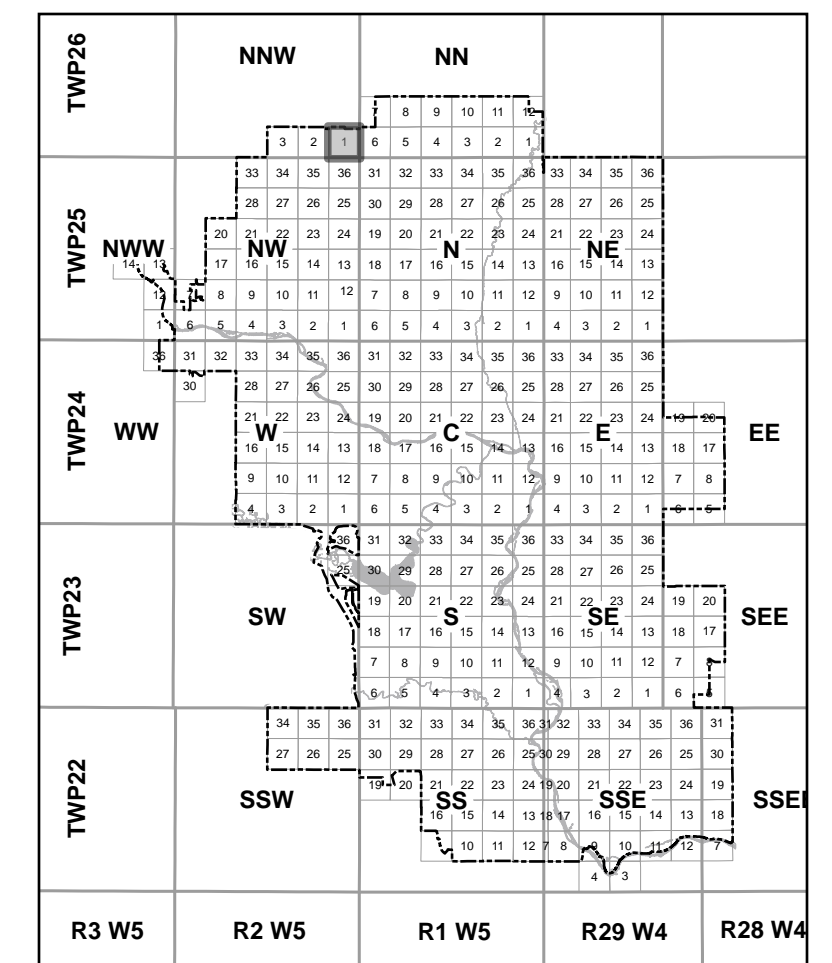 TWP26
NNW NN
7 8 9 10 11 12
3 2 1 6 5 4 3 2 1
TWP25
33 34 35 36 31 32 33 34 35 36 33 34 35 36
28 27 26 25 30 29 28 27 26 25 28 27 26 25
20 21 22 23 24 19 20 21 22 23 24 21 22 23 24
NWW NW N NE
14 13 17 16 15 14 13 18 17 16 15 14 13 16 15 14 13
12 7 8 9 10 11 12 7 8 9 10 11 12 9 10 11 12
1 6 5 4 3 2 1 6 5 4 3 2 1 4 3 2 1
TWP24
36 31 32 33 34 35 36 31 32 33 34 35 36 33 34 35 36
30 28 27 26 25 30 29 28 27 26 25 28 27 26 25
21 22 23 24 19 20 21 22 23 24 21 22 23 24 19 20
WW W C E EE
16 15 14 13 18 17 16 15 14 13 16 15 14 13 18 17
9 10 11 12 7 8 9 10 11 12 9 10 11 12 7 8
4 3 2 1 6 5 4 3 2 1 4 3 2 1 6 5
TWP23
36 31 32 33 34 35 36 33 34 35 36
25 30 29 28 27 26 25 28 27 26 25
19 20 21 22 23 24 21 22 23 24 19 20
SW S SE SEE
18 17 16 15 14 13 16 15 14 13 18 17
7 8 9 10 11 12 9 10 11 12 7 8
6 5 4 3 2 1 4 3 2 1 6
TWP22
34 35 36 31 32 33 34 35 36 31 32 33 34 35 36 31
27 26 25 30 29 28 27 26 25 30 29 28 27 26 25 30
19 20 21 22 23 24 19 20 21 22 23 24 19
SSW SS SSE SSE
16 15 14 13 18 17 16 15 14 13 18
10 11 12 7 8 9 10 11 12 7
4 3
R3 W5 R2 W5 R1 W5 R29 W4 R28 W4